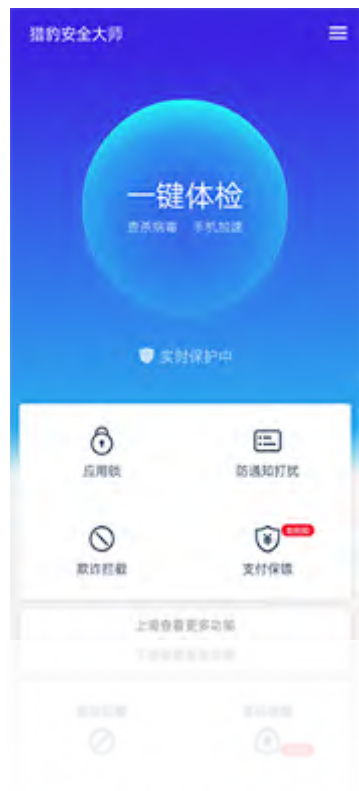 猎豹安全大师
一键体检
查杀病毒 手机加速
实时保护中
应用锁 防通知打扰
欺诈拦截 支付保镖
上滑查看更多功能